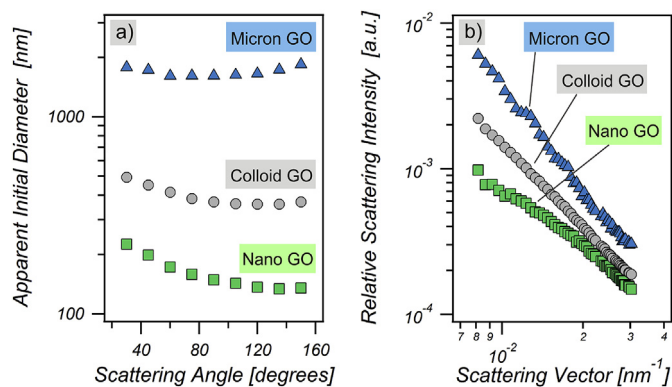 a)
Micron GO
Colloid GO
Nano GO
Apparent Initial Diameter [nm]
1000
100
40
80
120
160
Scattering Angle [degrees]
b)
Micron GO
Colloid GO
Nano GO
Relative Scattering Intensity [a.u.]
10⁻²
10⁻³
10⁻⁴
7
8
9
10⁻²
2
3
4
Scattering Vector [nm⁻¹]